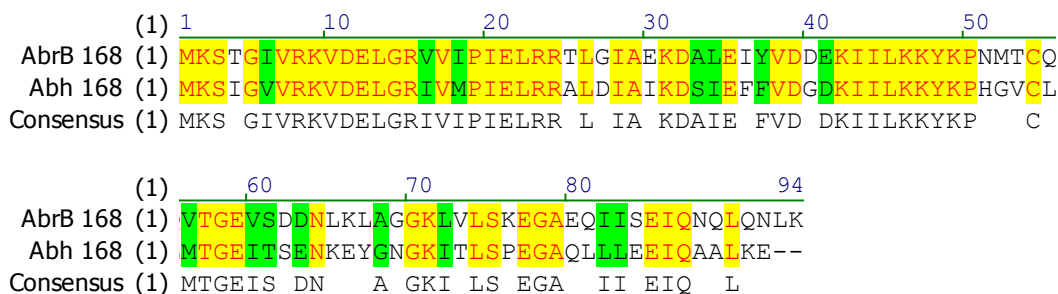 (1) 1 10 20 30 40 50
AbrB 168 (1) MKSTGIVRKVDELGRVVIPIELRRTLGIAEKDALEIYVDDEKIILKKYKPNMTCQ
Abh 168 (1) MKSIGVVRKVDELGRIVMPIELRRALDIAIKDSIEFFVDGDKIILKKYKPHGVCL
Consensus (1) MKS GIVRKVDELGRIVIPIELRR L IA KDAIE FVD DKIILKKYKP    C
(1) 60 70 80 94
AbrB 168 (1) VTGEVSDDNLKLAGGKLVLSKEGAEQIISEIQNQLQNLK
Abh 168 (1) MTGEITSENKEYGNGKITLSPEGAQLLLEEIQAALKE--
Consensus (1) MTGEIS DN   A GKI LS EGA  II EIQ  L